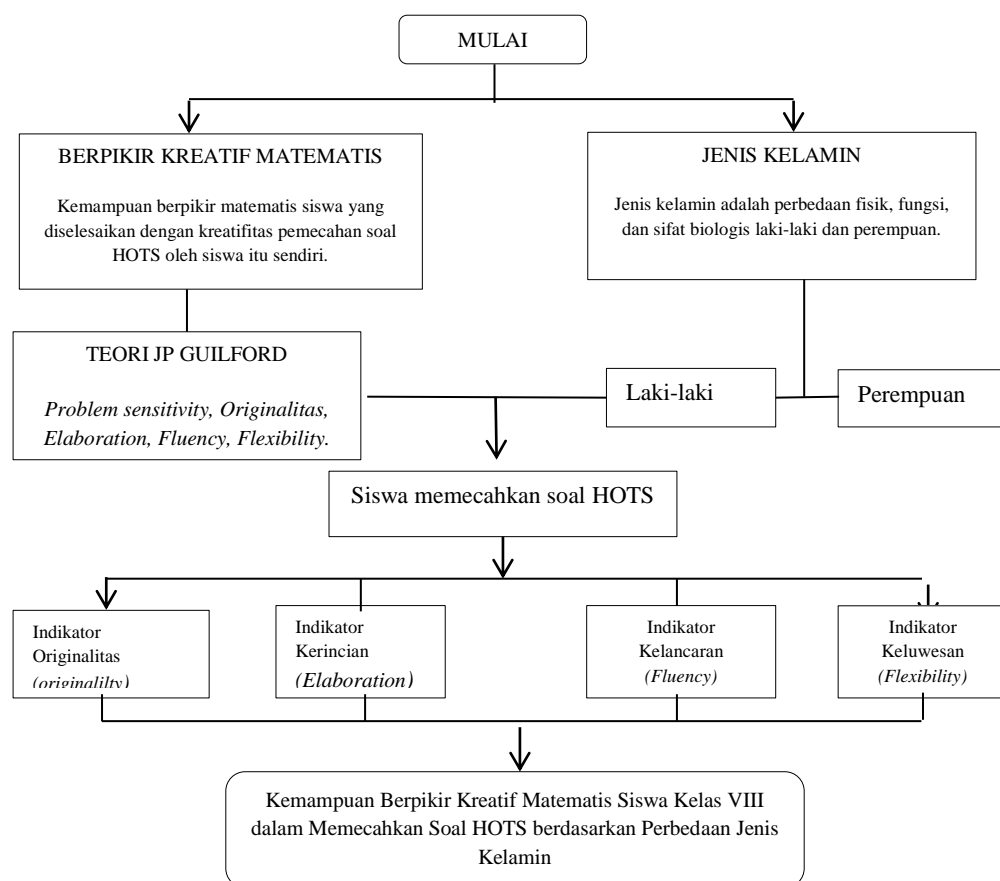 MULAI
BERPIKIR KREATIF MATEMATIS
Kemampuan berpikir matematis siswa yang
diselesaikan dengan kreatifitas pemecahan soal
HOTS oleh siswa itu sendiri.
JENIS KELAMIN
Jenis kelamin adalah perbedaan fisik, fungsi,
dan sifat biologis laki-laki dan perempuan.
TEORI JP GUILFORD
Problem sensitivity, Originalitas,
Elaboration, Fluency, Flexibility.
Laki-laki
Perempuan
Siswa memecahkan soal HOTS
Indikator
Originalitas
(originalilty)
Indikator
Kerincian
(Elaboration)
Indikator
Kelancaran
(Fluency)
Indikator
Keluwesan
(Flexibility)
Kemampuan Berpikir Kreatif Matematis Siswa Kelas VIII
dalam Memecahkan Soal HOTS berdasarkan Perbedaan Jenis
Kelamin